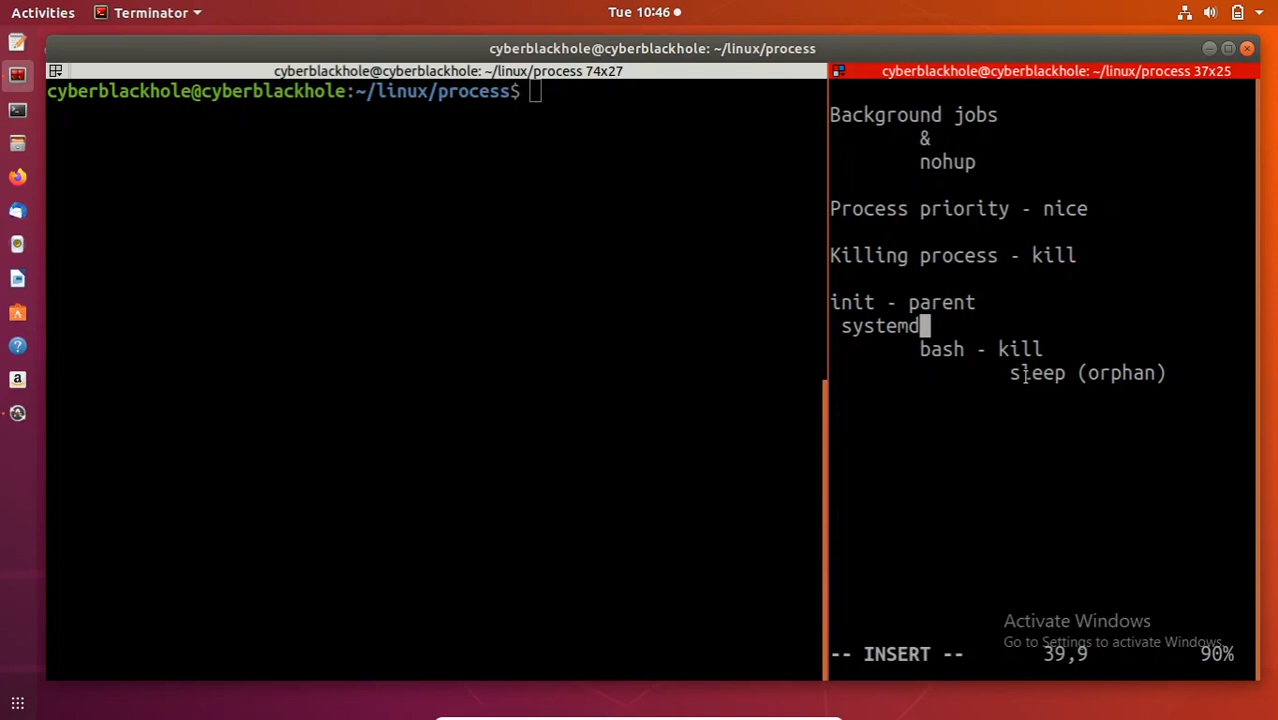 Activities
Terminator
Tue 10:46
cyberblackhole@cyberblackhole: ~/linux/process
cyberblackhole@cyberblackhole: ~/linux/process 74x27
cyberblackhole@cyberblackhole:~/linux/process$
cyberblackhole@cyberblackhole: ~/linux/process 37x25
Background jobs
&
nohup
Process priority - nice
Killing process - kill
init - parent
systemd
bash - kill
sleep (orphan)
Activate Windows
Go to Settings to activate Windows.
-- INSERT -- 39,9 90%